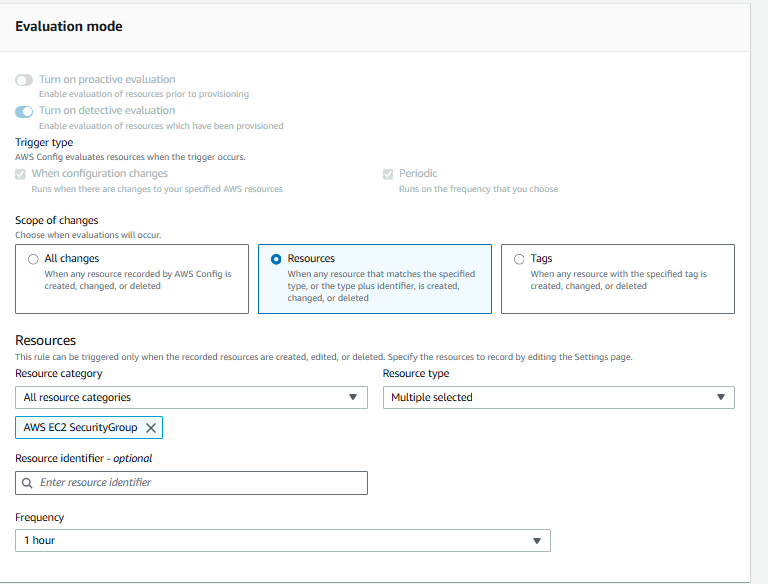 Evaluation mode
Turn on proactive evaluation
Enable evaluation of resources prior to provisioning
Turn on detective evaluation
Enable evaluation of resources which have been provisioned
Trigger type
AWS Config evaluates resources when the trigger occurs.
When configuration changes
Runs when there are changes to your specified AWS resources
Periodic
Runs on the frequency that you choose
Scope of changes
Choose when evaluations will occur.
All changes
When any resource recorded by AWS Config is
created, changed, or deleted
Resources
When any resource that matches the specified
type, or the type plus identifier, is created,
changed, or deleted
Tags
When any resource with the specified tag is
created, changed, or deleted
Resources
This rule can be triggered only when the recorded resources are created, edited, or deleted. Specify the resources to record by editing the Settings page.
Resource category
All resource categories
Resource type
Multiple selected
AWS EC2 SecurityGroup
Resource identifier - optional
Enter resource identifier
Frequency
1 hour